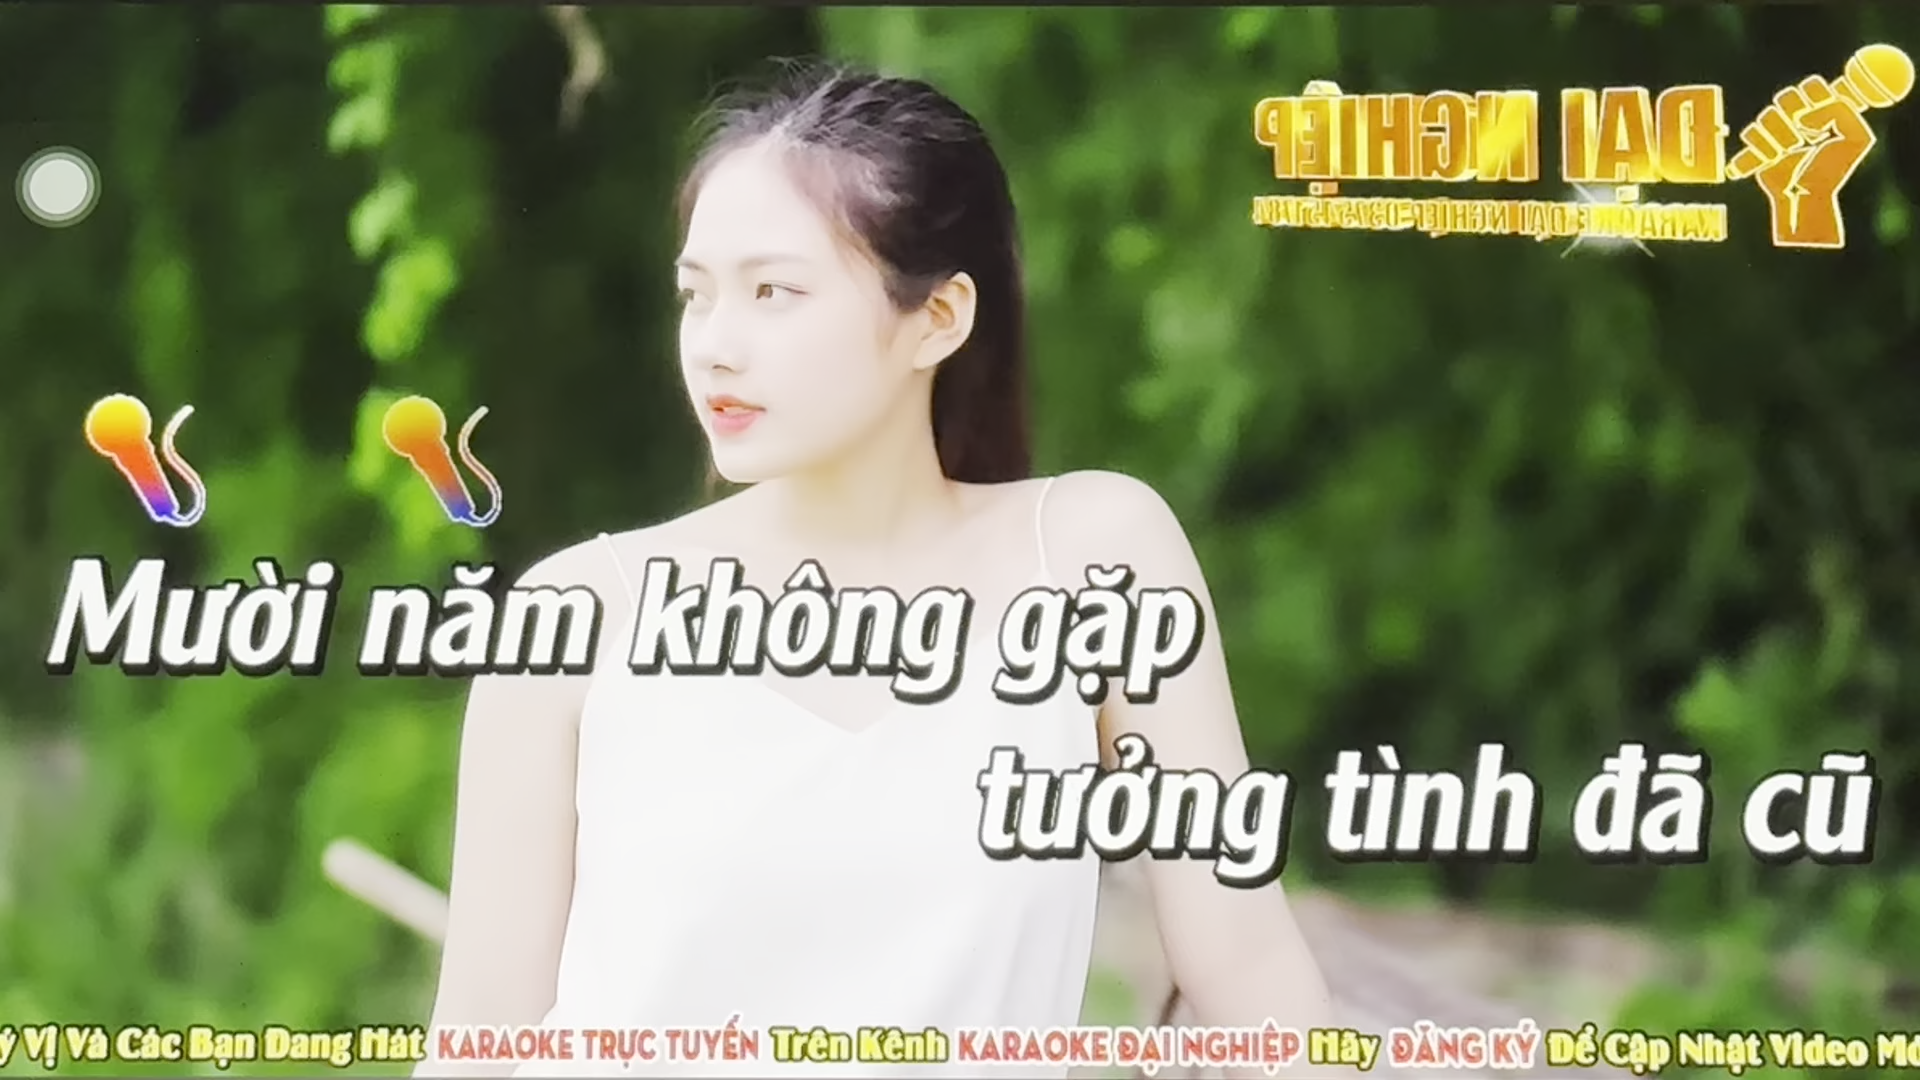 ĐẠI NGHIỆP
Mười năm không gặp
tưởng tình đã cũ
Vị Và Các Bạn Đang Hát KARAOKE TRỰC TUYẾN Trên Kênh KARAOKE ĐẠI NGHIỆP Hãy ĐĂNG KÝ Để Cập Nhật Video